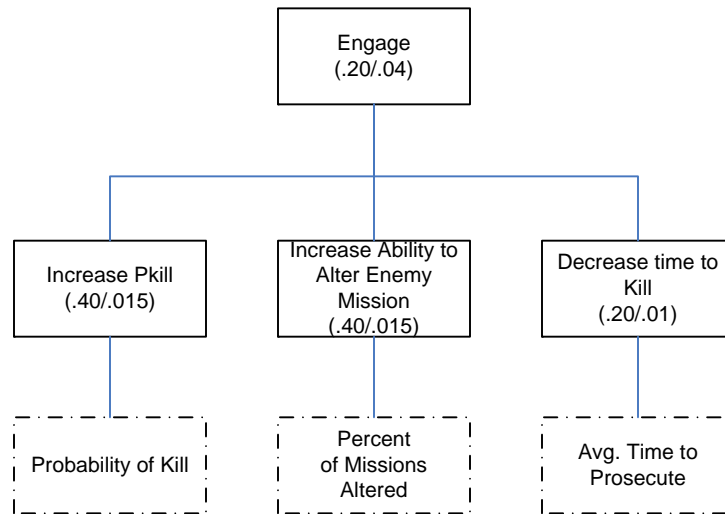 Engage
(.20/.04)
Increase Pkill
(.40/.015)
Increase Ability to
Alter Enemy
Mission
(.40/.015)
Decrease time to
Kill
(.20/.01)
Probability of Kill
Percent
of Missions
Altered
Avg. Time to
Prosecute